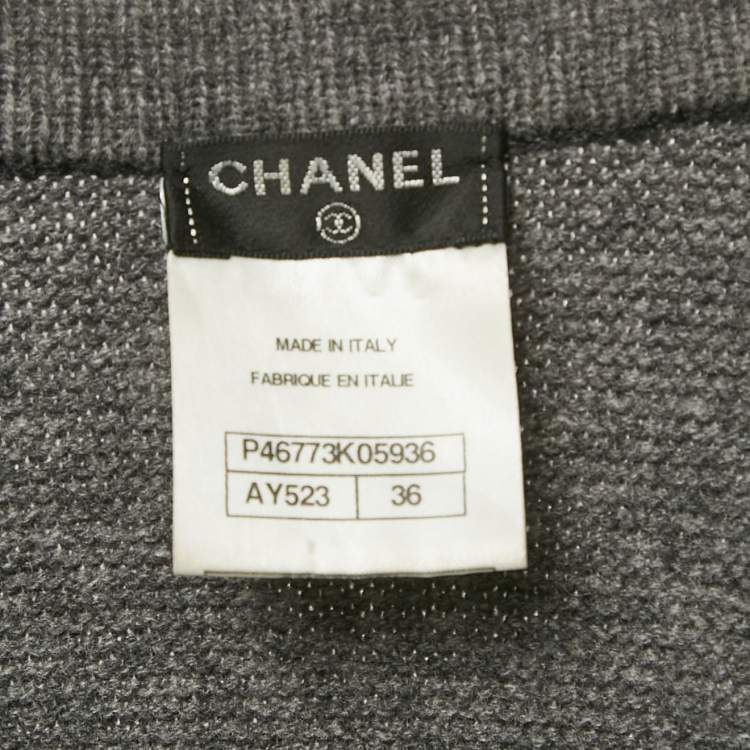 CHANEL
MADE IN ITALY
FABRIQUE EN ITALIE
P46773K05936
AY523 36